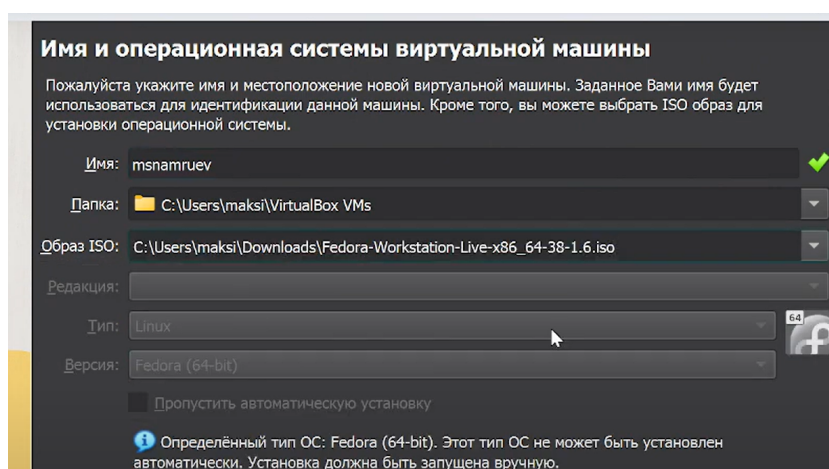 Имя и операционная системы виртуальной машины
Пожалуйста укажите имя и местоположение новой виртуальной машины. Заданное Вами имя будет
использоваться для идентификации данной машины. Кроме того, вы можете выбрать ISO образ для
установки операционной системы.
Имя: msnamruev
Папка: C:\Users\maksi\VirtualBox VMs
Образ ISO: C:\Users\maksi\Downloads\Fedora-Workstation-Live-x86_64-38-1.6.iso
Редакция:
Тип: Linux
64
Версия: Fedora (64-bit)
Пропустить автоматическую установку
Определённый тип ОС: Fedora (64-bit). Этот тип ОС не может быть установлен
автоматически. Установка должна быть запущена вручную.